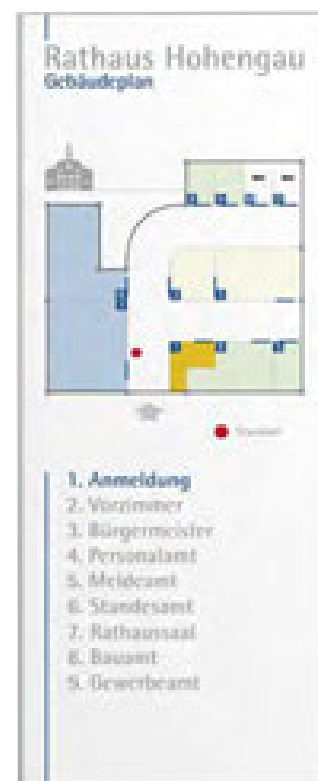 Rathaus Hohengau
Gebäudeplan
Standort
1. Anmeldung
2. Vorzimmer
3. Bürgermeister
4. Personalamt
5. Meldeamt
6. Standesamt
7. Rathaussaal
8. Bauamt
9. Gewerbeamt